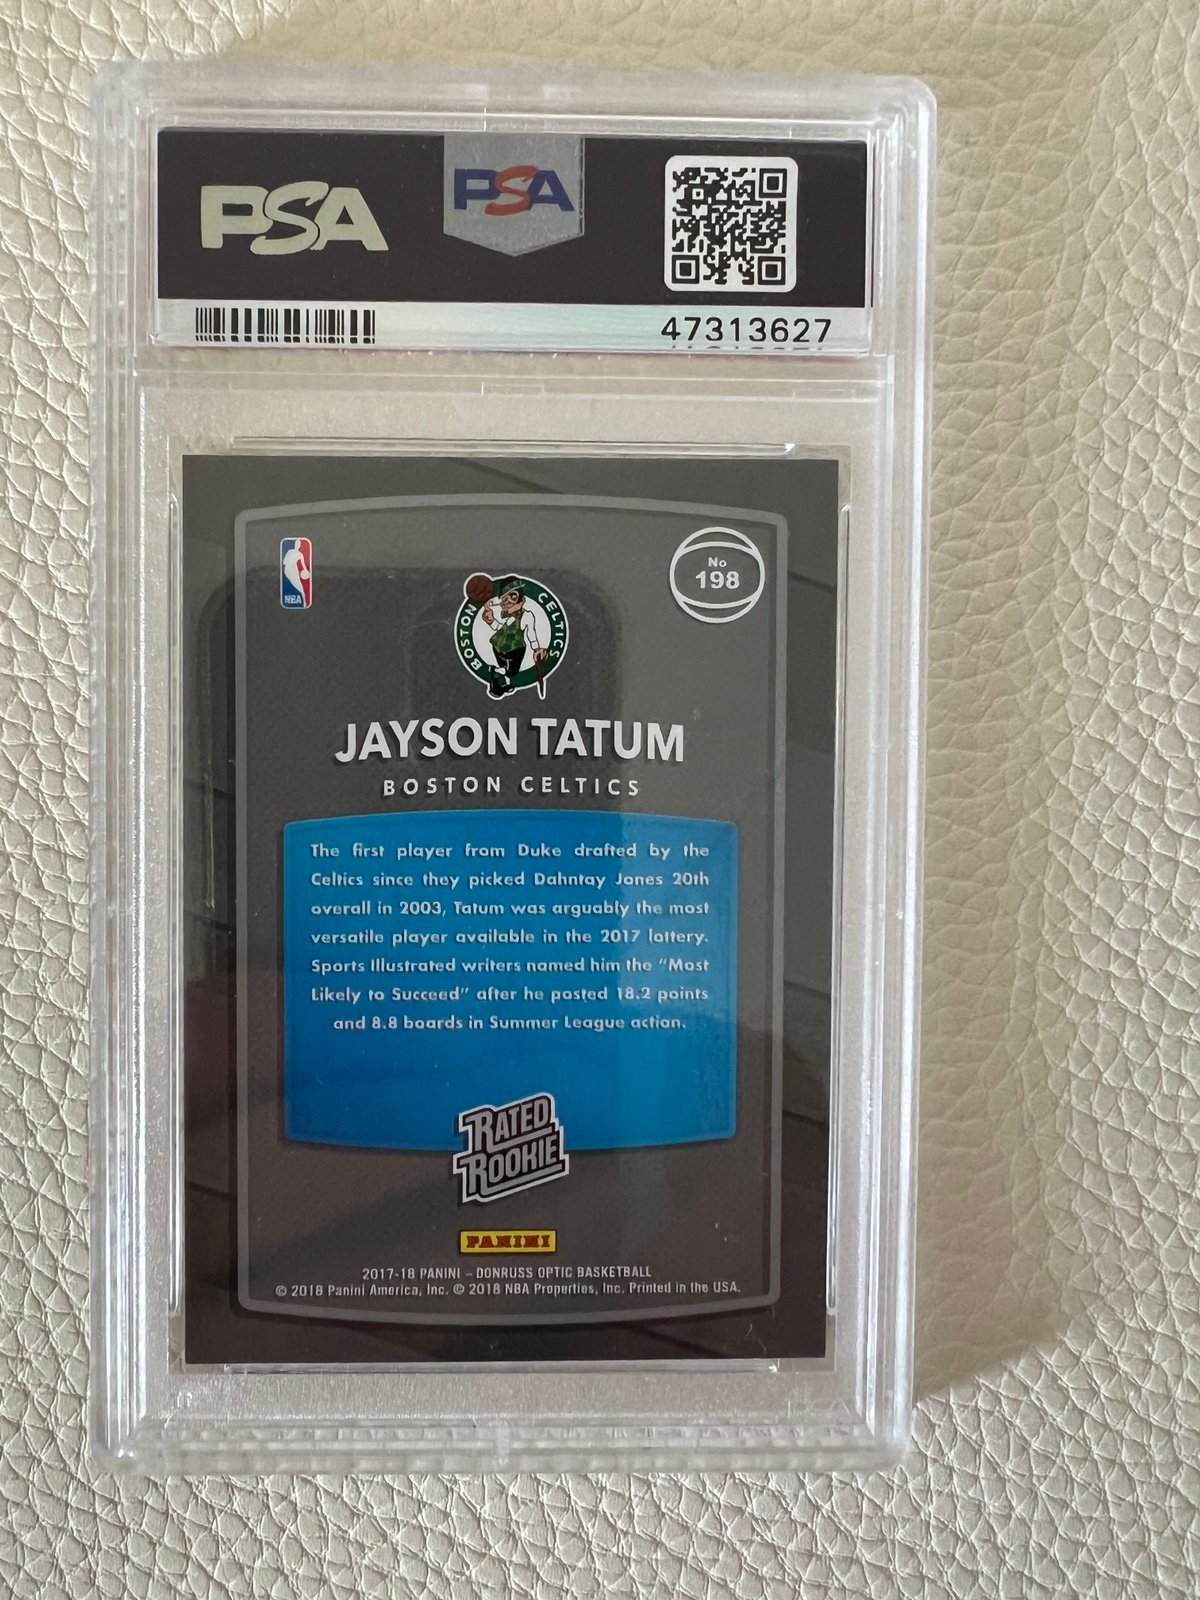 PSA
PSA
47313627
NBA
No
198
BOSTON CELTICS
JAYSON TATUM
BOSTON CELTICS
The first player from Duke drafted by the
Celtics since they picked Dahntay Jones 20th
overall in 2003, Tatum was arguably the most
versatile player available in the 2017 lottery.
Sports Illustrated writers named him the “Most
Likely to Succeed” after he posted 18.2 points
and 8.8 boards in Summer League action.
RATED
ROOKIE
PANINI
2017-18 PANINI – DONRUSS OPTIC BASKETBALL
© 2018 Panini America, Inc. © 2018 NBA Properties, Inc. Printed in the USA.